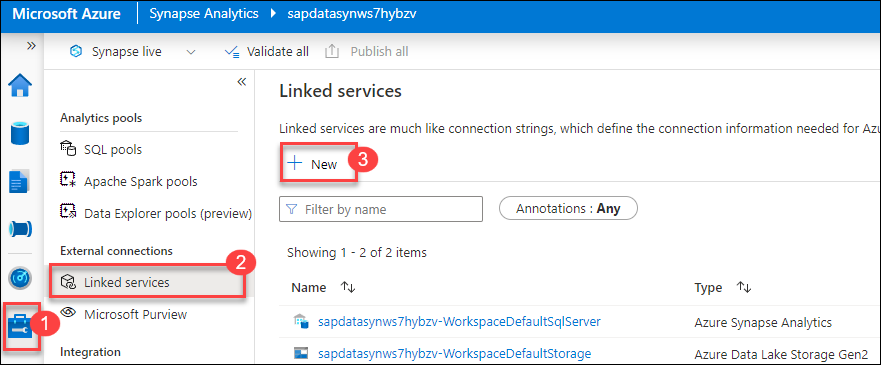 Microsoft Azure Synapse Analytics sapdatasynws7hybzv
» Synapse live Validate all Publish all
«
Linked services
Analytics pools
Linked services are much like connection strings, which define the connection information needed for Azu
SQL pools
+ New 3
Apache Spark pools
Data Explorer pools (preview)
Filter by name Annotations : Any
External connections
Showing 1 - 2 of 2 items
2
Linked services
Name Type
1
Microsoft Purview
sapdatasynws7hybzv-WorkspaceDefaultSqlServer Azure Synapse Analytics
Integration
sapdatasynws7hybzv-WorkspaceDefaultStorage Azure Data Lake Storage Gen2